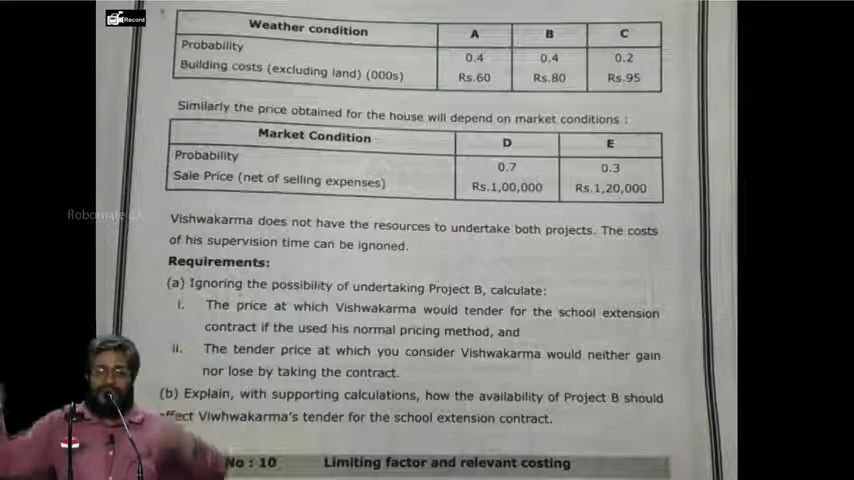 Record
Weather condition A B C
Probability 0.4 0.4 0.2
Building costs (excluding land) (000s) Rs.60 Rs.80 Rs.95
Similarly the price obtained for the house will depend on market conditions :
Market Condition D E
Probability 0.7 0.3
Sale Price (net of selling expenses) Rs.1,00,000 Rs.1,20,000
Vishwakarma does not have the resources to undertake both projects. The costs
of his supervision time can be ignoned.
Requirements:
(a) Ignoring the possibility of undertaking Project B, calculate:
i. The price at which Vishwakarma would tender for the school extension
contract if the used his normal pricing method, and
ii. The tender price at which you consider Vishwakarma would neither gain
nor lose by taking the contract.
(b) Explain, with supporting calculations, how the availability of Project B should
Viwhwakarma's tender for the school extension contract.
No : 10 Limiting factor and relevant costing